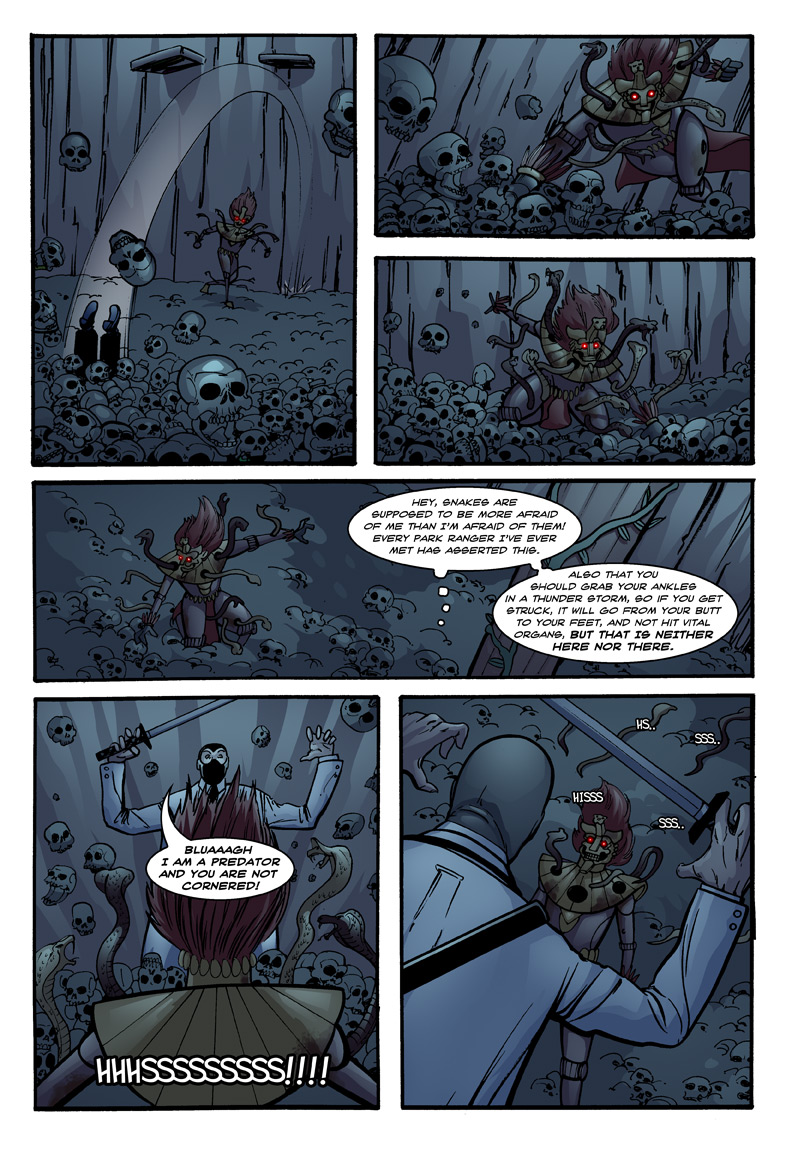 HEY, SNAKES ARE
SUPPOSED TO BE MORE AFRAID
OF ME THAN I'M AFRAID OF THEM!
EVERY PARK RANGER I'VE EVER
MET HAS ASSERTED THIS.
ALSO THAT YOU
SHOULD GRAB YOUR ANKLES
IN A THUNDER STORM, SO IF YOU GET
STRUCK, IT WILL GO FROM YOUR BUTT
TO YOUR FEET, AND NOT HIT VITAL
ORGANS, BUT THAT IS NEITHER
HERE NOR THERE.
BLUAAAGH
I AM A PREDATOR
AND YOU ARE NOT
CORNERED!
HHHSSSSSSSSS!!!!
HS..
SSS..
HISSS
SSS..